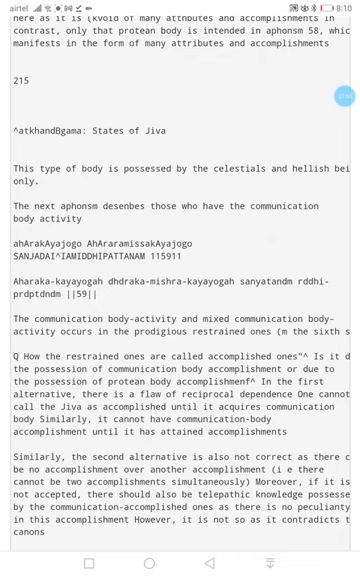 airtel
8:10
here as it is (kvoid of many attnbutes and accomplishments In
contrast, only that protean body is intended in aphonsm 58, whic
manifests in the form of many attributes and accomplishments
215
^atkhandBgama: States of Jiva
This type of body is possessed by the celestials and hellish bei
only.
The next aphonsm desenbes those who have the communication
body activity
ahArakAyajogo AhAraramissakAyajogo
SANJADAI^IAMIDDHIPATTANAM 115911
Aharaka-kayayogah dhdraka-mishra-kayayogah sanyatandm rddhi-
prdptdndm ||59||
The communication body-activity and mixed communication body-
activity occurs in the prodigious restrained ones (m the sixth s
Q How the restrained ones are called accomplished ones"^ Is it d
the possession of communication body accomplishment or due to
the possession of protean body accomplishmenf^ In the first
alternative, there is a flaw of reciprocal dependence One cannot
call the Jiva as accomplished until it acquires communication
body Similarly, it cannot have communication-body
accomplishment until it has attained accomplishments
Similarly, the second alternative is also not correct as there c
be no accomplishment over another accomplishment (i e there
cannot be two accomplishments simultaneously) Moreover, if it is
not accepted, there should also be telepathic knowledge possesse
by the communication-accomplished ones as there is no peculianty
in this accomplishment However, it is not so as it contradicts t
canons